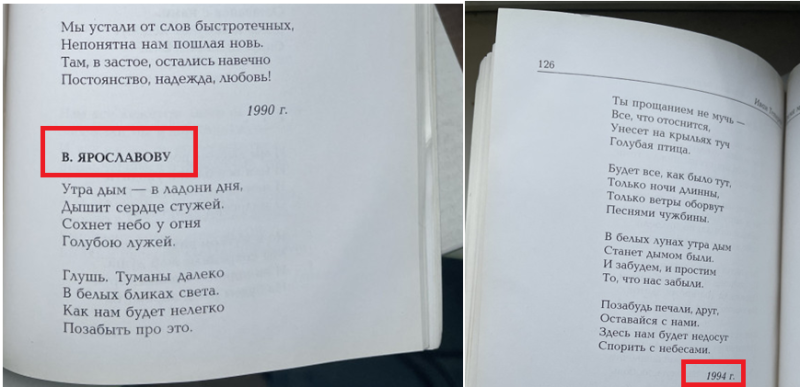 Мы устали от слов быстротечных,
Непонятна нам пошлая новь.
Там, в застое, остались навечно
Постоянство, надежда, любовь!
1990 г.
В. ЯРОСЛАВОВУ
Утра дым — в ладони дня,
Дышит сердце стужей.
Сохнет небо у огня
Голубою лужей.
Глушь. Туманы далеко
В белых бликах света.
Как нам будет нелегко
Позабыть про это.
126
Ты прощанием не мучь —
Все, что отоснится,
Унесет на крыльях туч
Голубая птица.
Будет все, как было тут,
Только ночи длинны,
Только ветры оборвут
Песнями чужбины.
В белых лунах утра дым
Станет дымом были.
И забудем, и простим
То, что нас забыли.
Позабудь печали, друг,
Оставайся с нами.
Здесь нам будет недосуг
Спорить с небесами.
1994 г.